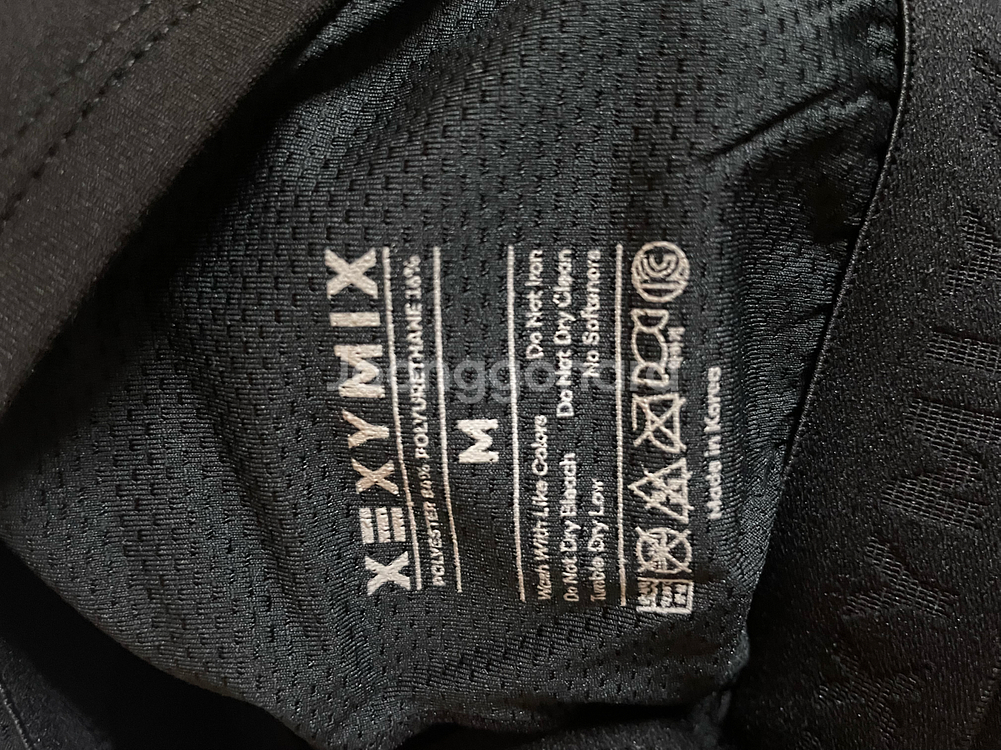 XEXYMIX
POLYESTER 84% POLYURETHANE 16%
M
Wash With Like Colors Do Not Iron
Do Not Dry Bleach Do Not Dry Clean
Tumble Dry Low No Softeners
Made in Korea